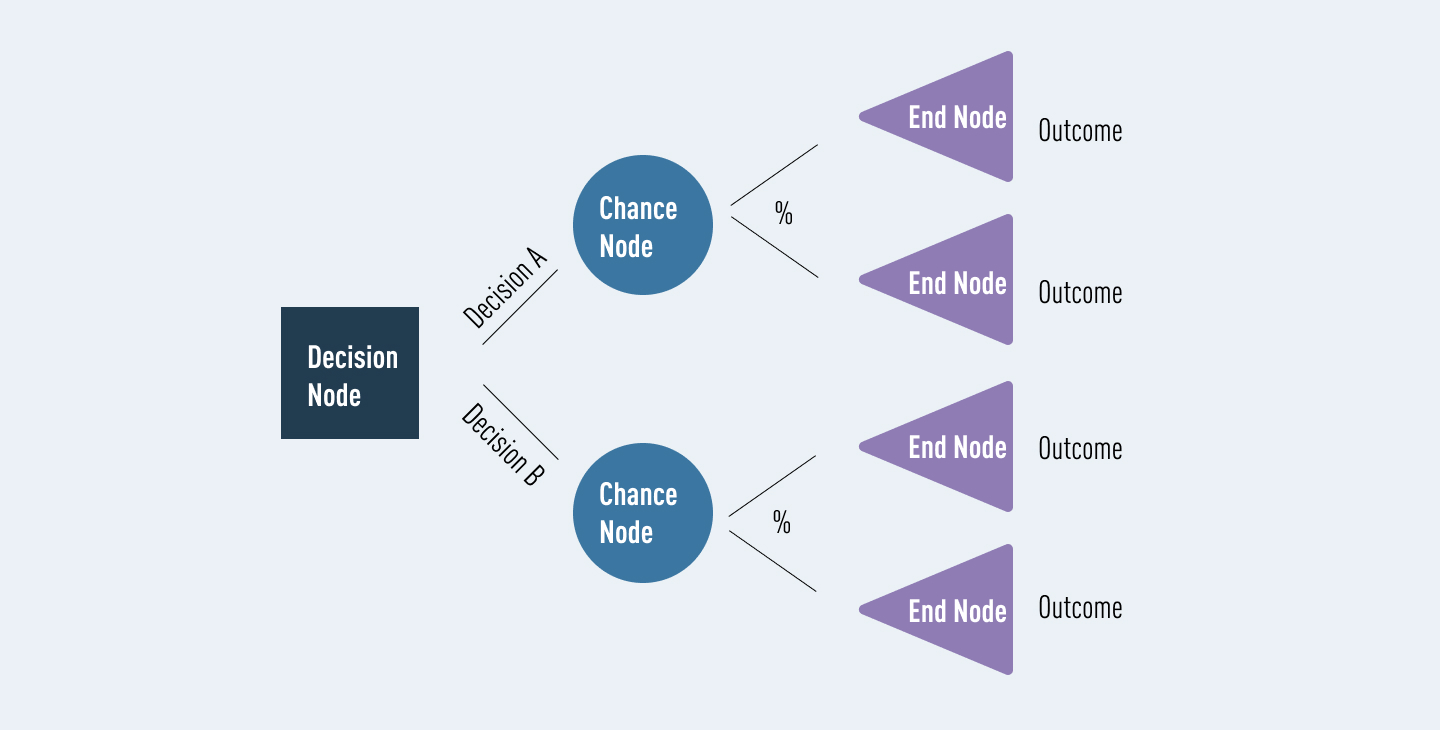 Decision
Node
Decision A
Decision B
Chance
Node
%
End Node
Outcome
End Node
Outcome
Chance
Node
%
End Node
Outcome
End Node
Outcome